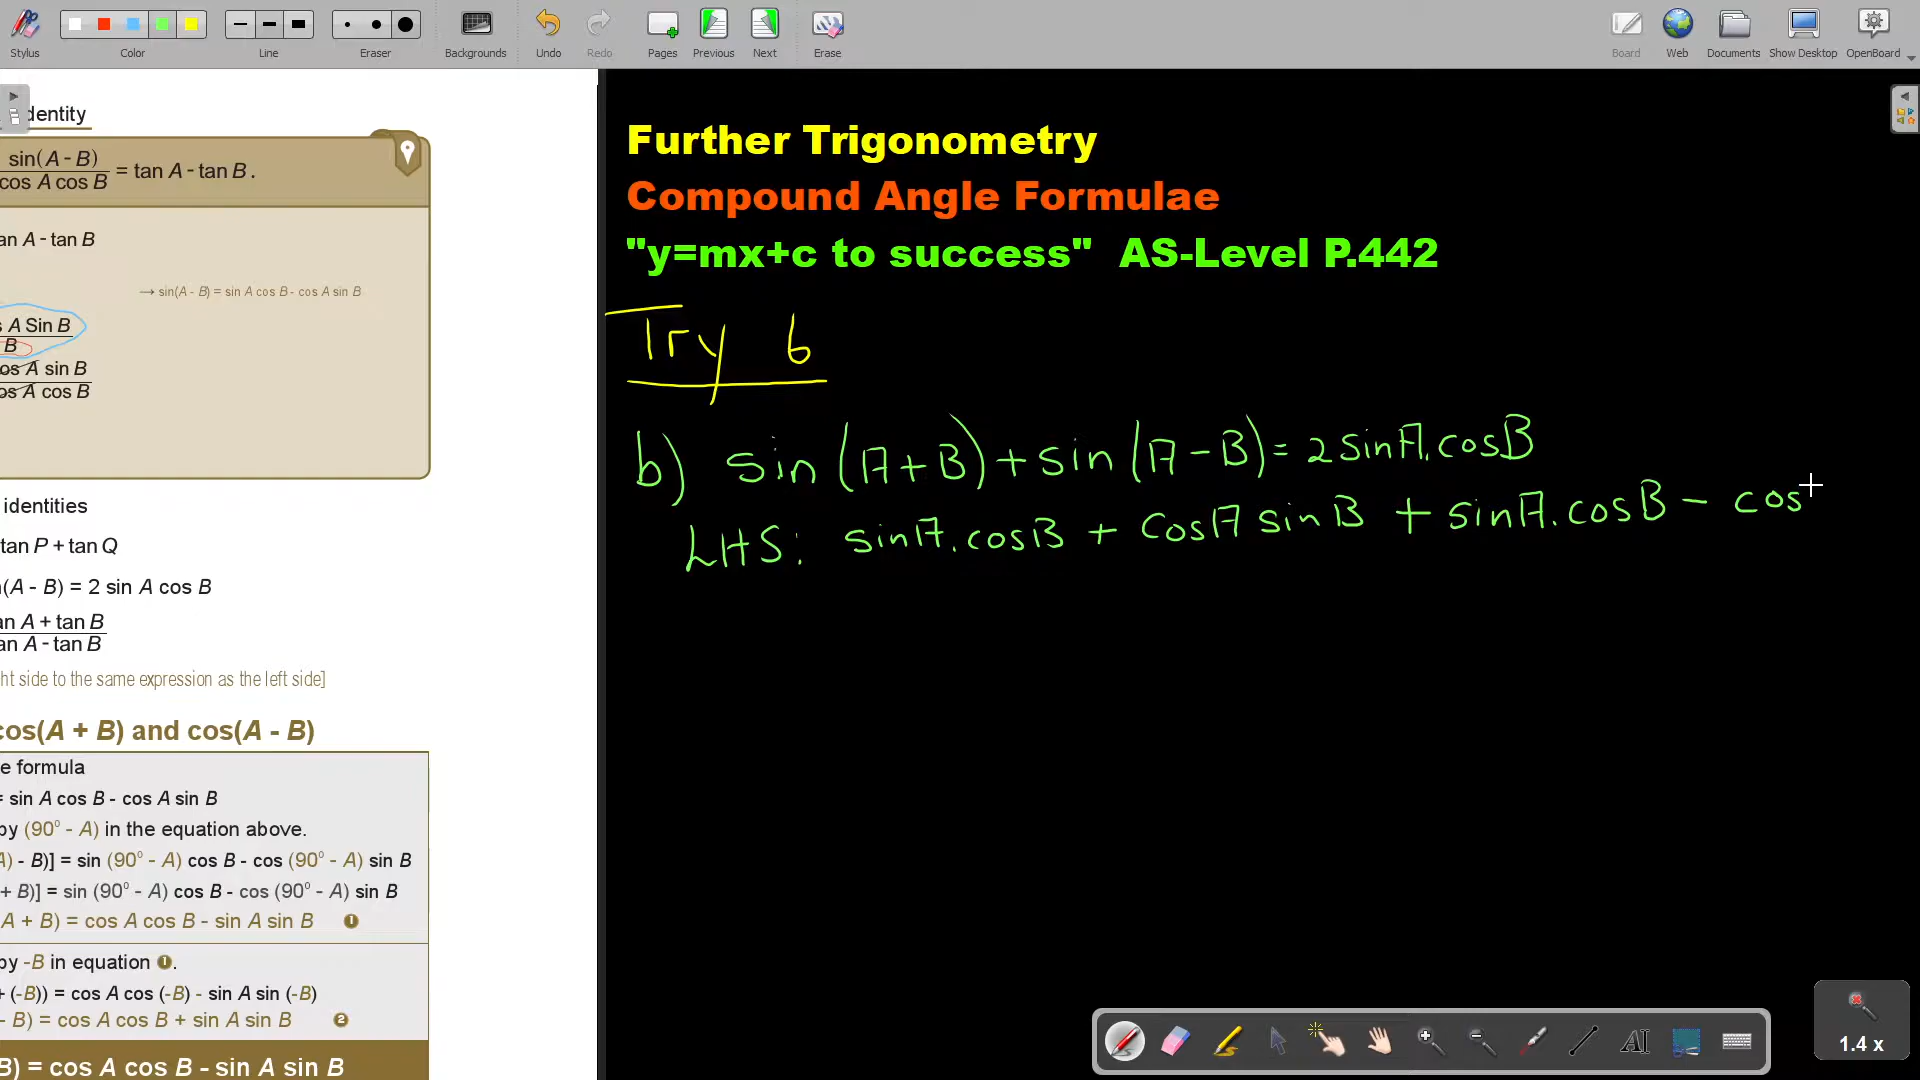 Stylus
Color
Line
Eraser
Backgrounds
Undo
Redo
Pages
Previous
Next
Erase
Board
Web
Documents
Show Desktop
OpenBoard
dentity
sin(A - B)
cos A cos B
= tan A - tan B .
an A - tan B
→ sin(A - B) = sin A cos B - cos A sin B
s A Sin B
B
os A sin B
os A cos B
identities
tan P + tan Q
(A - B) = 2 sin A cos B
an A + tan B
an A - tan B
ht side to the same expression as the left side]
cos(A + B) and cos(A - B)
e formula
= sin A cos B - cos A sin B
by (90° - A) in the equation above.
A) - B)] = sin (90° - A) cos B - cos (90° - A) sin B
+ B)] = sin (90° - A) cos B - cos (90° - A) sin B
A + B) = cos A cos B - sin A sin B 1
by -B in equation 1.
+ (-B)) = cos A cos (-B) - sin A sin (-B)
- B) = cos A cos B + sin A sin B 2
B) = cos A cos B - sin A sin B
Further Trigonometry
Compound Angle Formulae
"y=mx+c to success" AS-Level P.442
Try 6
b) sin (A+B) + sin (A-B) = 2 sinA.cosB
LHS: sinA.cosB + cosA sinB + sinA.cosB - cos
1.4 x